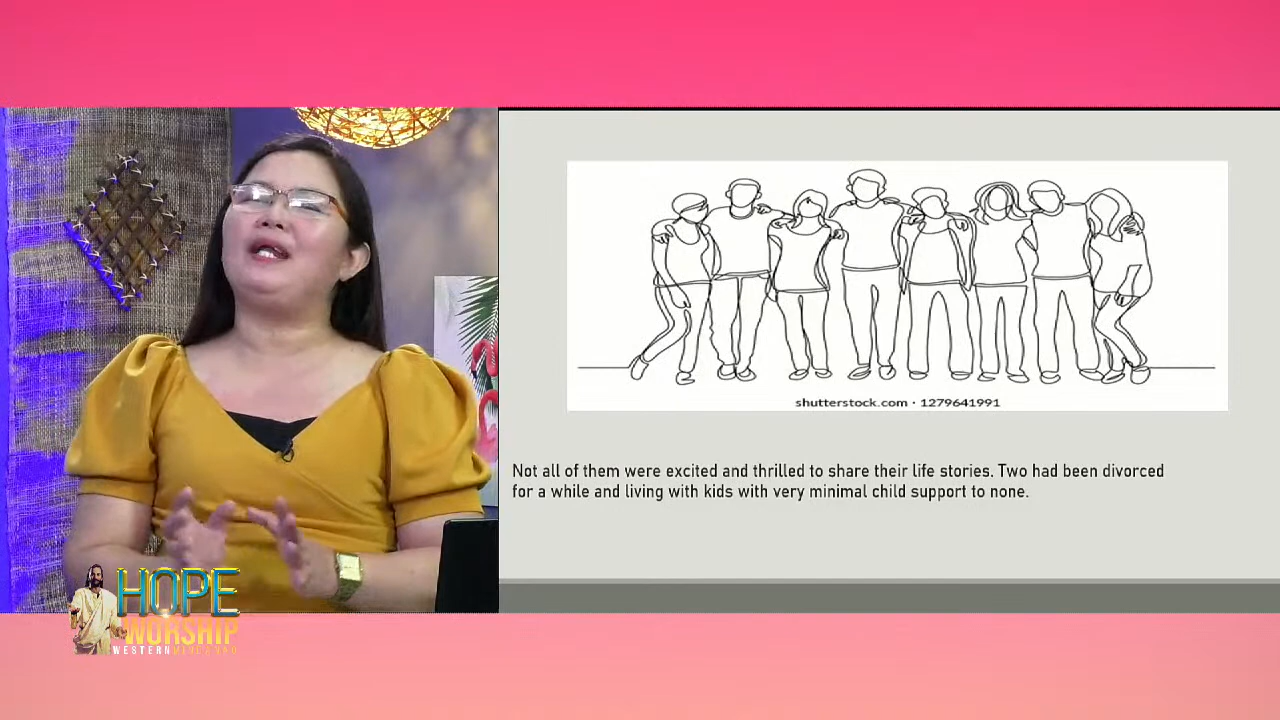 shutterstock.com · 1279641991
Not all of them were excited and thrilled to share their life stories. Two had been divorced
for a while and living with kids with very minimal child support to none.
HOPE
WORSHIP
WESTERN